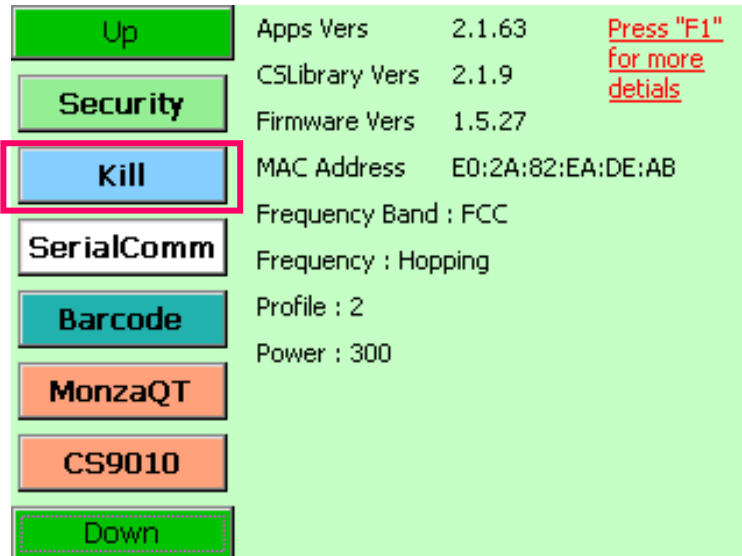 Up
Security
Kill
SerialComm
Barcode
MonzaQT
CS9010
Down
Apps Vers 2.1.63
CSLibrary Vers 2.1.9
Firmware Vers 1.5.27
MAC Address E0:2A:82:EA:DE:AB
Frequency Band : FCC
Frequency : Hopping
Profile : 2
Power : 300
Press "F1"
for more
detials